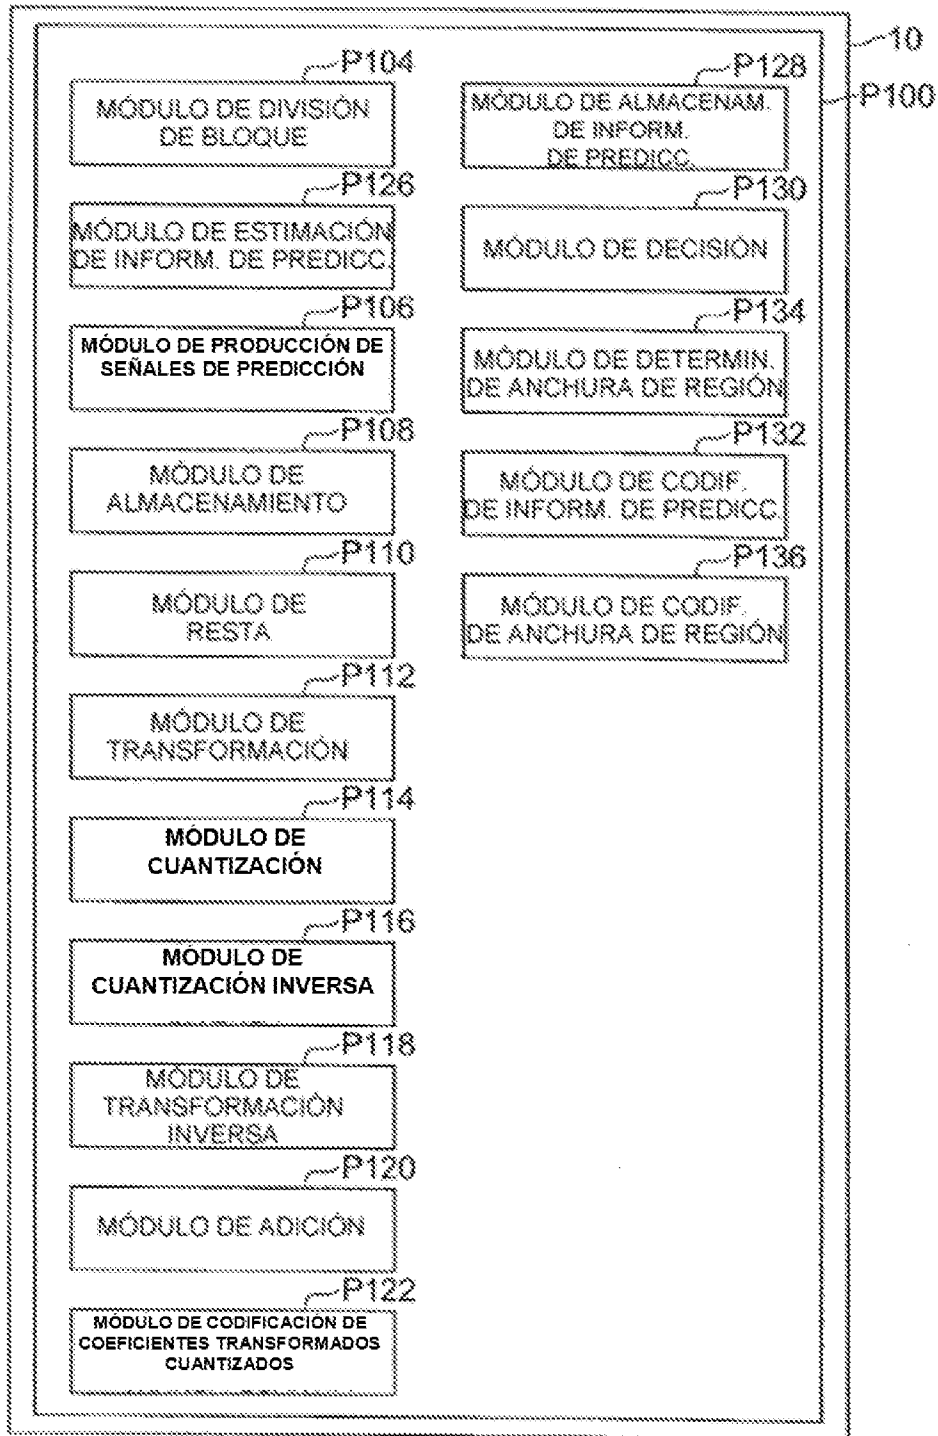 10
P100
P104
MÓDULO DE DIVISIÓN
DE BLOQUE
P126
MÓDULO DE ESTIMACIÓN
DE INFORM. DE PREDICC.
P106
MÓDULO DE PRODUCCIÓN DE
SEÑALES DE PREDICCIÓN
P108
MÓDULO DE
ALMACENAMIENTO
P110
MÓDULO DE
RESTA
P112
MÓDULO DE
TRANSFORMACIÓN
P114
MÓDULO DE
CUANTIZACIÓN
P116
MÓDULO DE
CUANTIZACIÓN INVERSA
P118
MÓDULO DE
TRANSFORMACIÓN
INVERSA
P120
MÓDULO DE ADICIÓN
P122
MÓDULO DE CODIFICACIÓN DE
COEFICIENTES TRANSFORMADOS
CUANTIZADOS
P128
MÓDULO DE ALMACENAM.
DE INFORM.
DE PREDICC.
P130
MÓDULO DE DECISIÓN
P134
MÓDULO DE DETERMIN.
DE ANCHURA DE REGIÓN
P132
MÓDULO DE CODIF.
DE INFORM. DE PREDICC.
P136
MÓDULO DE CODIF.
DE ANCHURA DE REGIÓN